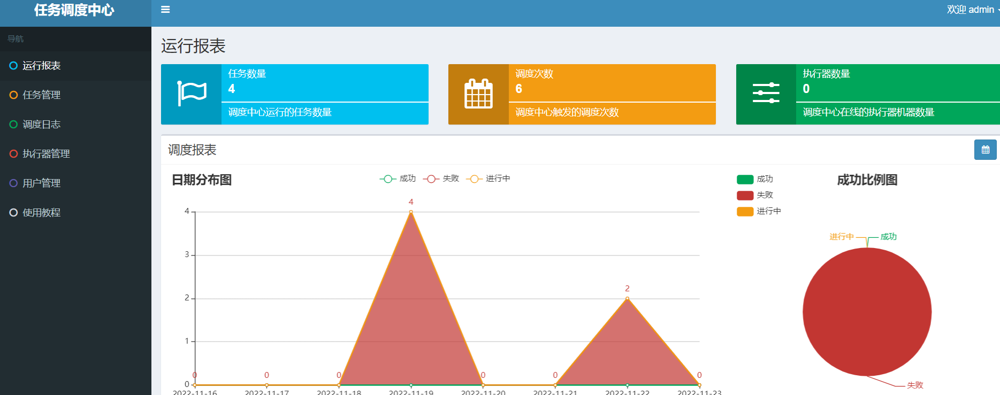 任务调度中心
欢迎 admin
导航
运行报表
任务管理
调度日志
执行器管理
用户管理
使用教程
运行报表
任务数量
4
调度中心运行的任务数量
调度次数
6
调度中心触发的调度次数
执行器数量
0
调度中心在线的执行器机器数量
调度报表
日期分布图
成功 失败 进行中
4
3
2
1
0
4
2
0 0 0 0 0 0
2022-11-16 2022-11-17 2022-11-18 2022-11-19 2022-11-20 2022-11-21 2022-11-22 2022-11-23
成功
失败
进行中
成功比例图
进行中 成功
失败